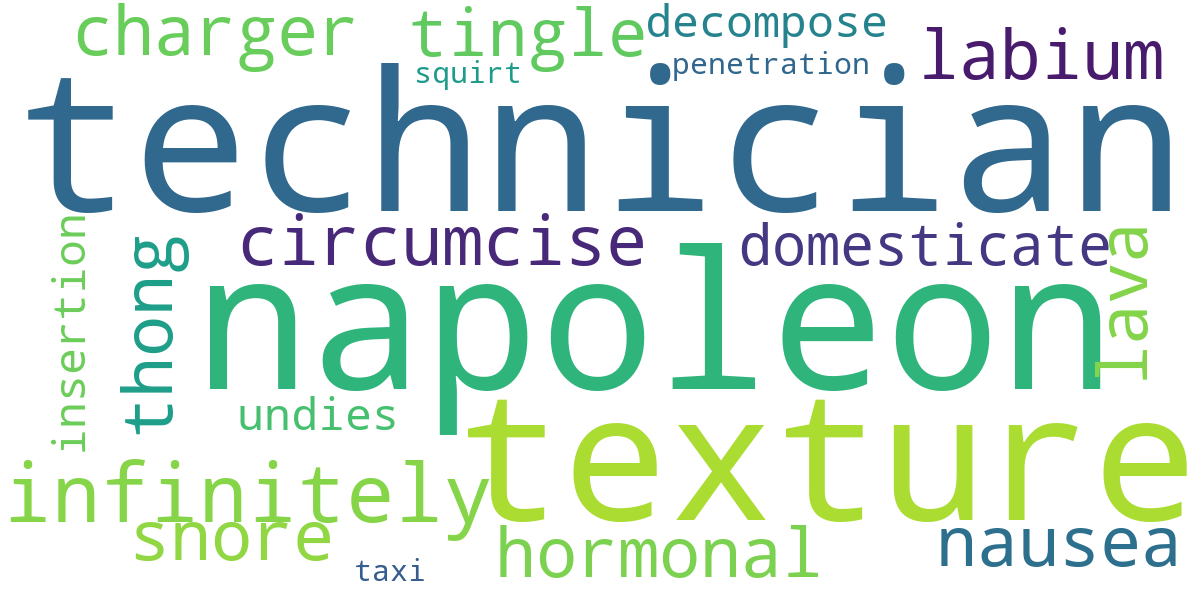 charger
tingle
decompose
squirt
penetration
labium
technician
insertion
thong
circumcise
domesticate
lava
napoleon
undies
texture
infinitely
snore
hormonal
nausea
taxi